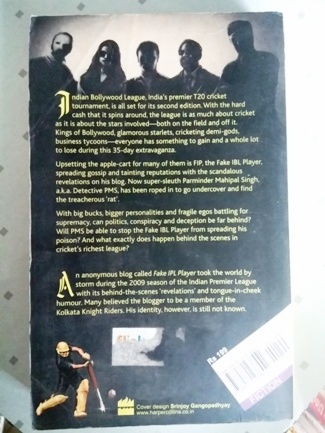 Indian Bollywood League, India's premier T20 cricket
tournament, is all set for its second edition. With the hard
cash that it spins around, the league is as much about cricket
as it is about the stars involved—both on the field and off it.
Kings of Bollywood, glamorous starlets, cricketing demi-gods,
business tycoons—everyone has something to gain and a whole lot
to lose during this 35-day extravaganza.
Upsetting the apple-cart for many of them is FIP, the Fake IBL Player,
spreading gossip and tainting reputations with the scandalous
revelations on his blog. Now super-sleuth Parminder Mahipal Singh,
a.k.a. Detective PMS, has been roped in to go undercover and find
the treacherous 'rat'.
With big bucks, bigger personalities and fragile egos battling for
supremacy, can politics, conspiracy and deception be far behind?
Will PMS be able to stop the Fake IBL Player from spreading his
poison? And what exactly does happen behind the scenes in
cricket's richest league?
An anonymous blog called Fake IPL Player took the world by
storm during the 2009 season of the Indian Premier League
with its behind-the-scenes 'revelations' and tongue-in-cheek
humour. Many believed the blogger to be a member of the
Kolkata Knight Riders. His identity, however, is still not known.
Rs 199
FICTION
Cover design Brinjoy Gangopadhyay
www.harpercollins.co.in